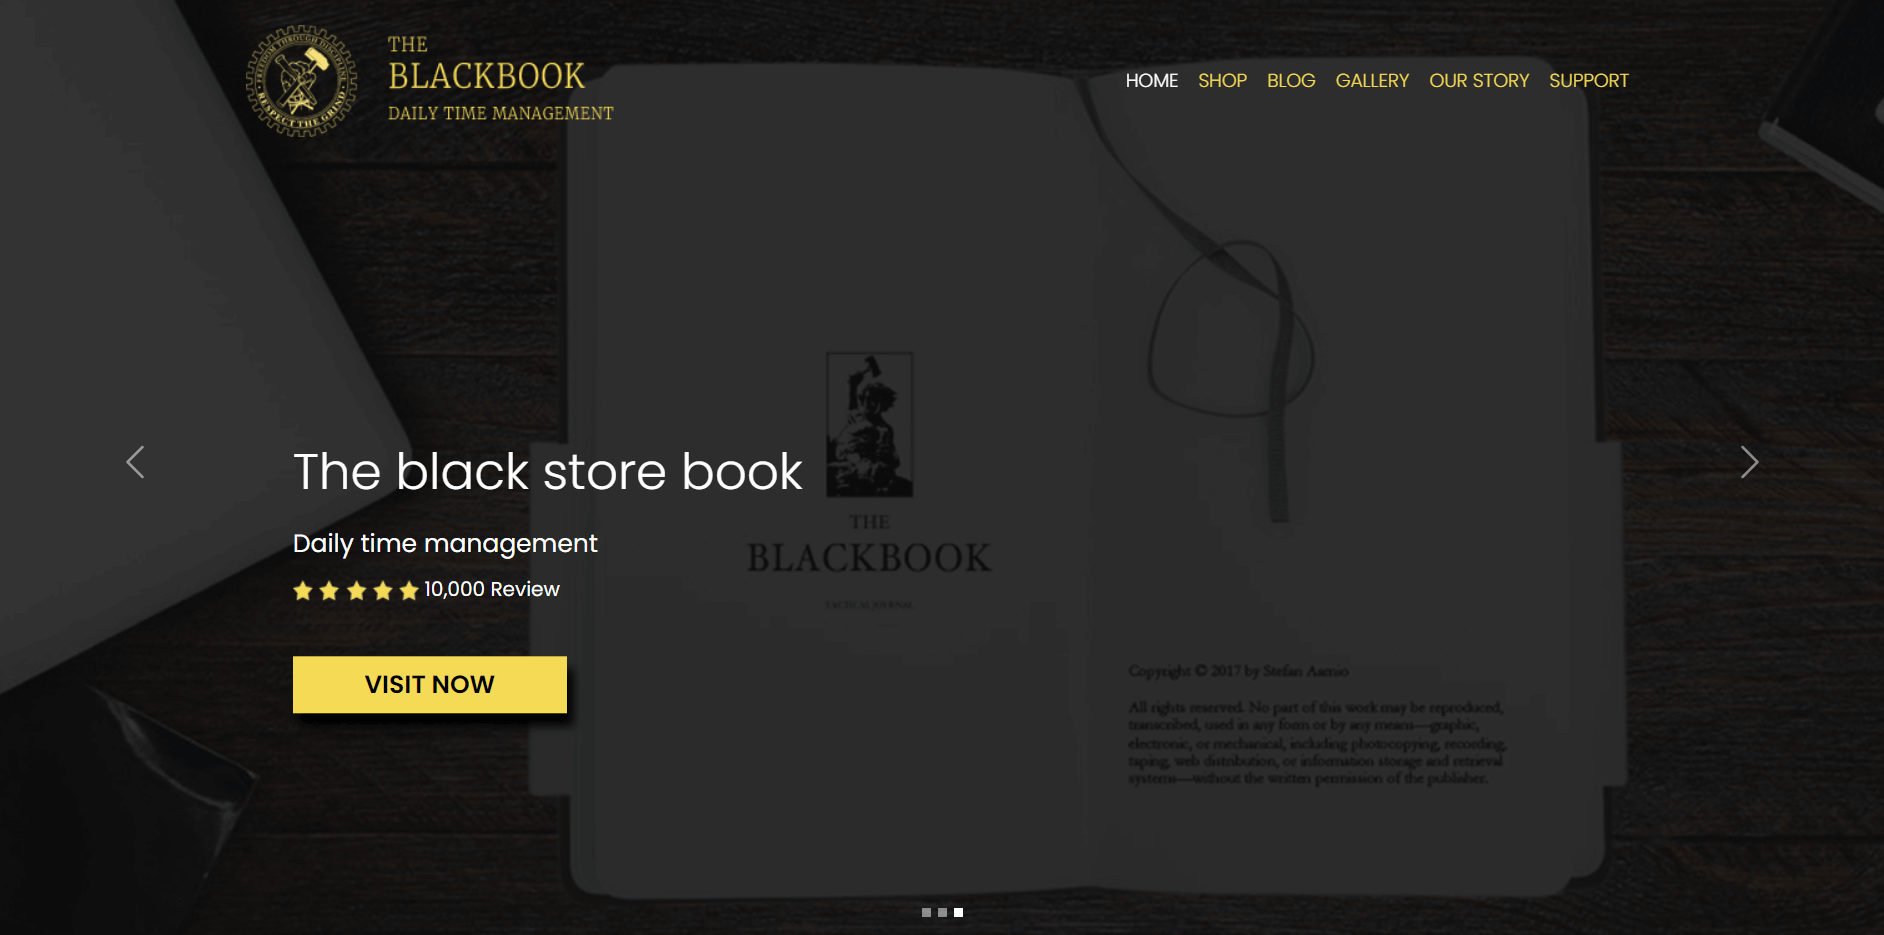 FREEDOM THROUGH DISCIPLINE
RESPECT THE GRIND
THE
BLACKBOOK
DAILY TIME MANAGEMENT
HOME SHOP BLOG GALLERY OUR STORY SUPPORT
The black store book
Daily time management
10,000 Review
VISIT NOW
THE
BLACKBOOK
Copyright © 2017 by Stefan Aarnio
All rights reserved. No part of this work may be reproduced,
transcribed, used in any form or by any means—graphic,
electronic, or mechanical, including photocopying, recording,
taping, web distribution, or information storage and retrieval
systems—without the written permission of the publisher.